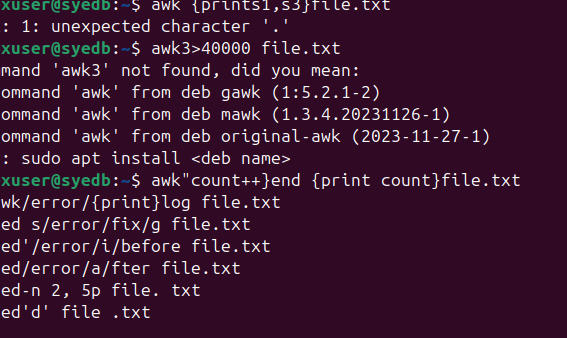 xuser@syedb:~$ awk {prints1,s3}file.txt
: 1: unexpected character '.'
xuser@syedb:~$ awk3>40000 file.txt
mand 'awk3' not found, did you mean:
ommand 'awk' from deb gawk (1:5.2.1-2)
ommand 'awk' from deb mawk (1.3.4.20231126-1)
ommand 'awk' from deb original-awk (2023-11-27-1)
: sudo apt install <deb name>
xuser@syedb:~$ awk"count++}end {print count}file.txt
wk/error/{print}log file.txt
ed s/error/fix/g file.txt
ed'/error/i/before file.txt
ed/error/a/fter file.txt
ed-n 2, 5p file. txt
ed'd' file .txt